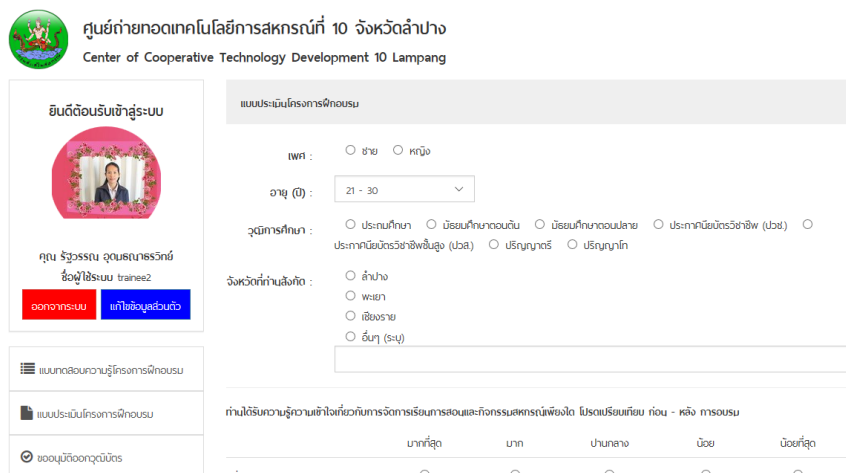 ศูนย์ถ่ายทอดเทคโนโลยีการสหกรณ์ที่ 10 จังหวัดลำปาง
Center of Cooperative Technology Development 10 Lampang
ยินดีต้อนรับเข้าสู่ระบบ
คุณ รัฐวรรณ อุดมธณาธรวิทย์
ชื่อผู้ใช้ระบบ trainee2
ออกจากระบบ แก้ไขข้อมูลส่วนตัว
แบบทดสอบความรู้โครงการฝึกอบรม
แบบประเมินโครงการฝึกอบรม
ขออนุมัติออกวุฒิบัตร
แบบประเมินโครงการฝึกอบรม
เพศ : ชาย หญิง
อายุ (ปี) : 21 - 30
วุฒิการศึกษา : ประถมศึกษา มัธยมศึกษาตอนต้น มัธยมศึกษาตอนปลาย ประกาศนียบัตรวิชาชีพ (ปวช.)
ประกาศนียบัตรวิชาชีพชั้นสูง (ปวส.) ปริญญาตรี ปริญญาโท
จังหวัดที่ท่านสังกัด : ลำปาง
พะเยา
เชียงราย
อื่นๆ (ระบุ)
ท่านได้รับความรู้ความเข้าใจเกี่ยวกับการจัดการเรียนการสอนและกิจกรรมสหกรณ์เพียงใด โปรดเปรียบเทียบ ก่อน - หลัง การอบรม
มากที่สุด มาก ปานกลาง น้อย น้อยที่สุด